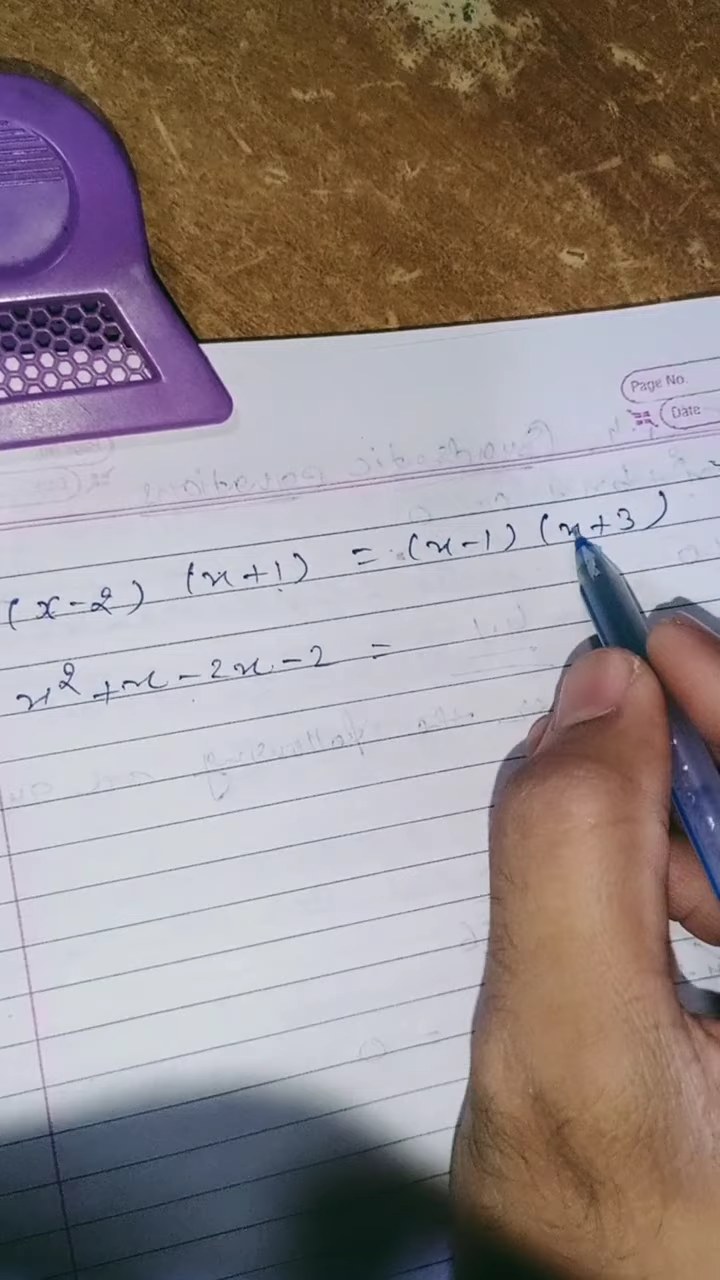 Page No.
Date
(x-2) (x+1) = (x-1) (x+3)
x² + x - 2x - 2 =